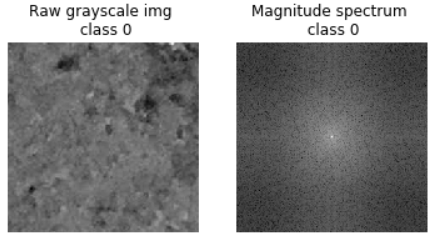 Raw grayscale img
class 0
Magnitude spectrum
class 0